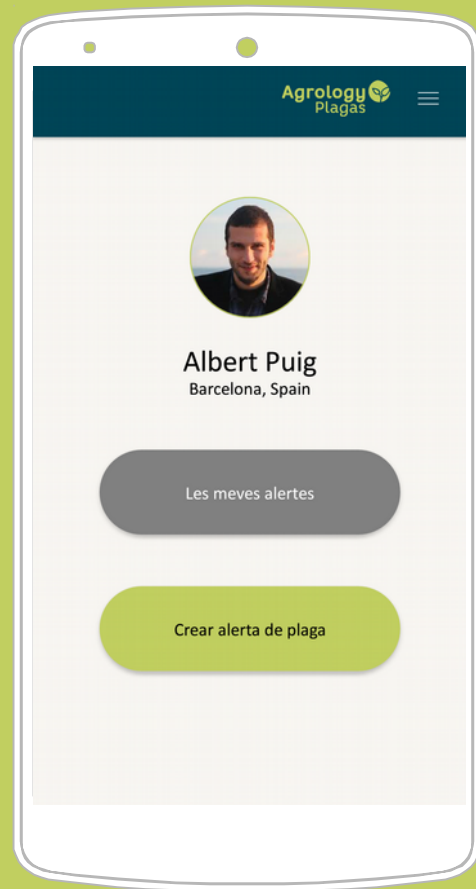 Agrology
Plagas
Albert Puig
Barcelona, Spain
Les meves alertes
Crear alerta de plaga